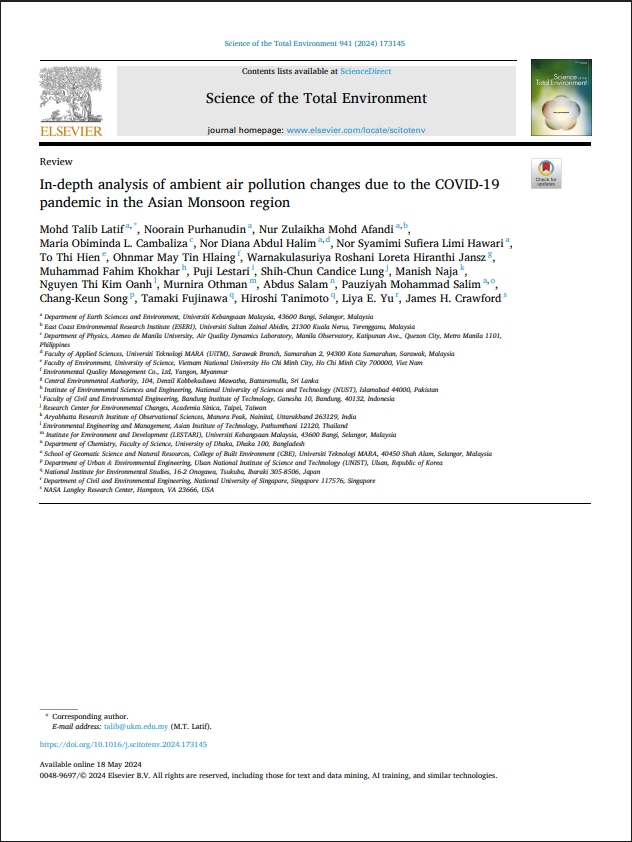 Science of the Total Environment 941 (2024) 173145
Contents lists available at ScienceDirect
Science of the Total Environment
journal homepage: www.elsevier.com/locate/scitotenv
ELSEVIER
Science of the
Total Environment
Check for
updates
Review
In-depth analysis of ambient air pollution changes due to the COVID-19
pandemic in the Asian Monsoon region
Mohd Talib Latif a,*, Noorain Purhanudin a, Nur Zulaikha Mohd Afandi a,b,
Maria Obiminda L. Cambaliza c, Nor Diana Abdul Halim a,d, Nor Syamimi Sufiera Limi Hawari a,
To Thi Hien e, Ohnmar May Tin Hlaing f, Warnakulasuriya Roshani Loreta Hiranthi Jansz g,
Muhammad Fahim Khokhar h, Puji Lestari i, Shih-Chun Candice Lung j, Manish Naja k,
Nguyen Thi Kim Oanh l, Murnira Othman m, Abdus Salam n, Pauziyah Mohammad Salim a,o,
Chang-Keun Song p, Tamaki Fujinawa q, Hiroshi Tanimoto q, Liya E. Yu r, James H. Crawford s
a Department of Earth Sciences and Environment, Universiti Kebangsaan Malaysia, 43600 Bangi, Selangor, Malaysia
b East Coast Environmental Research Institute (ESERI), Universiti Sultan Zainal Abidin, 21300 Kuala Nerus, Terengganu, Malaysia
c Department of Physics, Ateneo de Manila University, Air Quality Dynamics Laboratory, Manila Observatory, Katipunan Ave., Quezon City, Metro Manila 1101,
Philippines
d Faculty of Applied Sciences, Universiti Teknologi MARA (UiTM), Sarawak Branch, Samarahan 2, 94300 Kota Samarahan, Sarawak, Malaysia
e Faculty of Environment, University of Science, Vietnam National University Ho Chi Minh City, Ho Chi Minh City 700000, Viet Nam
f Environmental Quality Management Co., Ltd, Yangon, Myanmar
g Central Environmental Authority, 104, Denzil Kobbekaduwa Mawatha, Battaramulla, Sri Lanka
h Institute of Environmental Sciences and Engineering, National University of Sciences and Technology (NUST), Islamabad 44000, Pakistan
i Faculty of Civil and Environmental Engineering, Bandung Institute of Technology, Ganesha 10, Bandung, 40132, Indonesia
j Research Center for Environmental Changes, Academia Sinica, Taipei, Taiwan
k Aryabhatta Research Institute of Observational Sciences, Manora Peak, Nainital, Uttarakhand 263129, India
l Environmental Engineering and Management, Asian Institute of Technology, Pathumthani 12120, Thailand
m Institute for Environment and Development (LESTARI), Universiti Kebangsaan Malaysia, 43600 Bangi, Selangor, Malaysia
n Department of Chemistry, Faculty of Science, University of Dhaka, Dhaka 100, Bangladesh
o School of Geomatic Science and Natural Resources, College of Built Environment (CBE), Universiti Teknologi MARA, 40450 Shah Alam, Selangor, Malaysia
p Department of Urban & Environmental Engineering, Ulsan National Institute of Science and Technology (UNIST), Ulsan, Republic of Korea
q National Institute for Environmental Studies, 16-2 Onogawa, Tsukuba, Ibaraki 305-8506, Japan
r Department of Civil and Environmental Engineering, National University of Singapore, Singapore 117576, Singapore
s NASA Langley Research Center, Hampton, VA 23666, USA
* Corresponding author.
E-mail address: talib@ukm.edu.my (M.T. Latif).
https://doi.org/10.1016/j.scitotenv.2024.173145
Available online 18 May 2024
0048-9697/© 2024 Elsevier B.V. All rights are reserved, including those for text and data mining, AI training, and similar technologies.